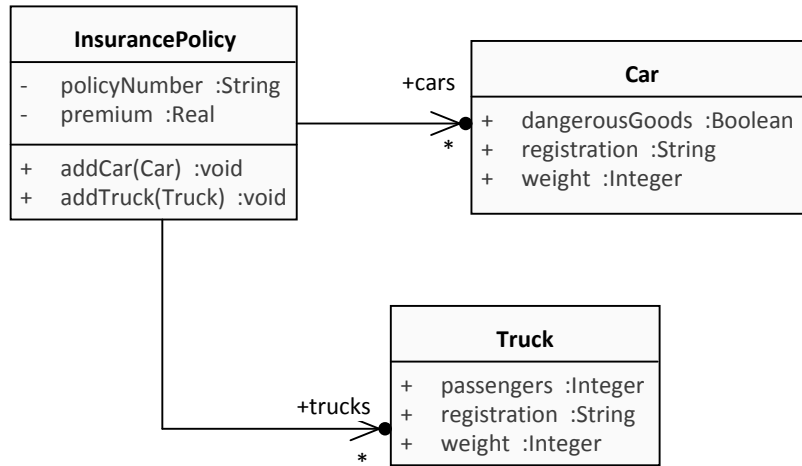 InsurancePolicy
- policyNumber :String
- premium :Real
+ addCar(Car) :void
+ addTruck(Truck) :void
+cars
*
Car
+ dangerousGoods :Boolean
+ registration :String
+ weight :Integer
+trucks
*
Truck
+ passengers :Integer
+ registration :String
+ weight :Integer